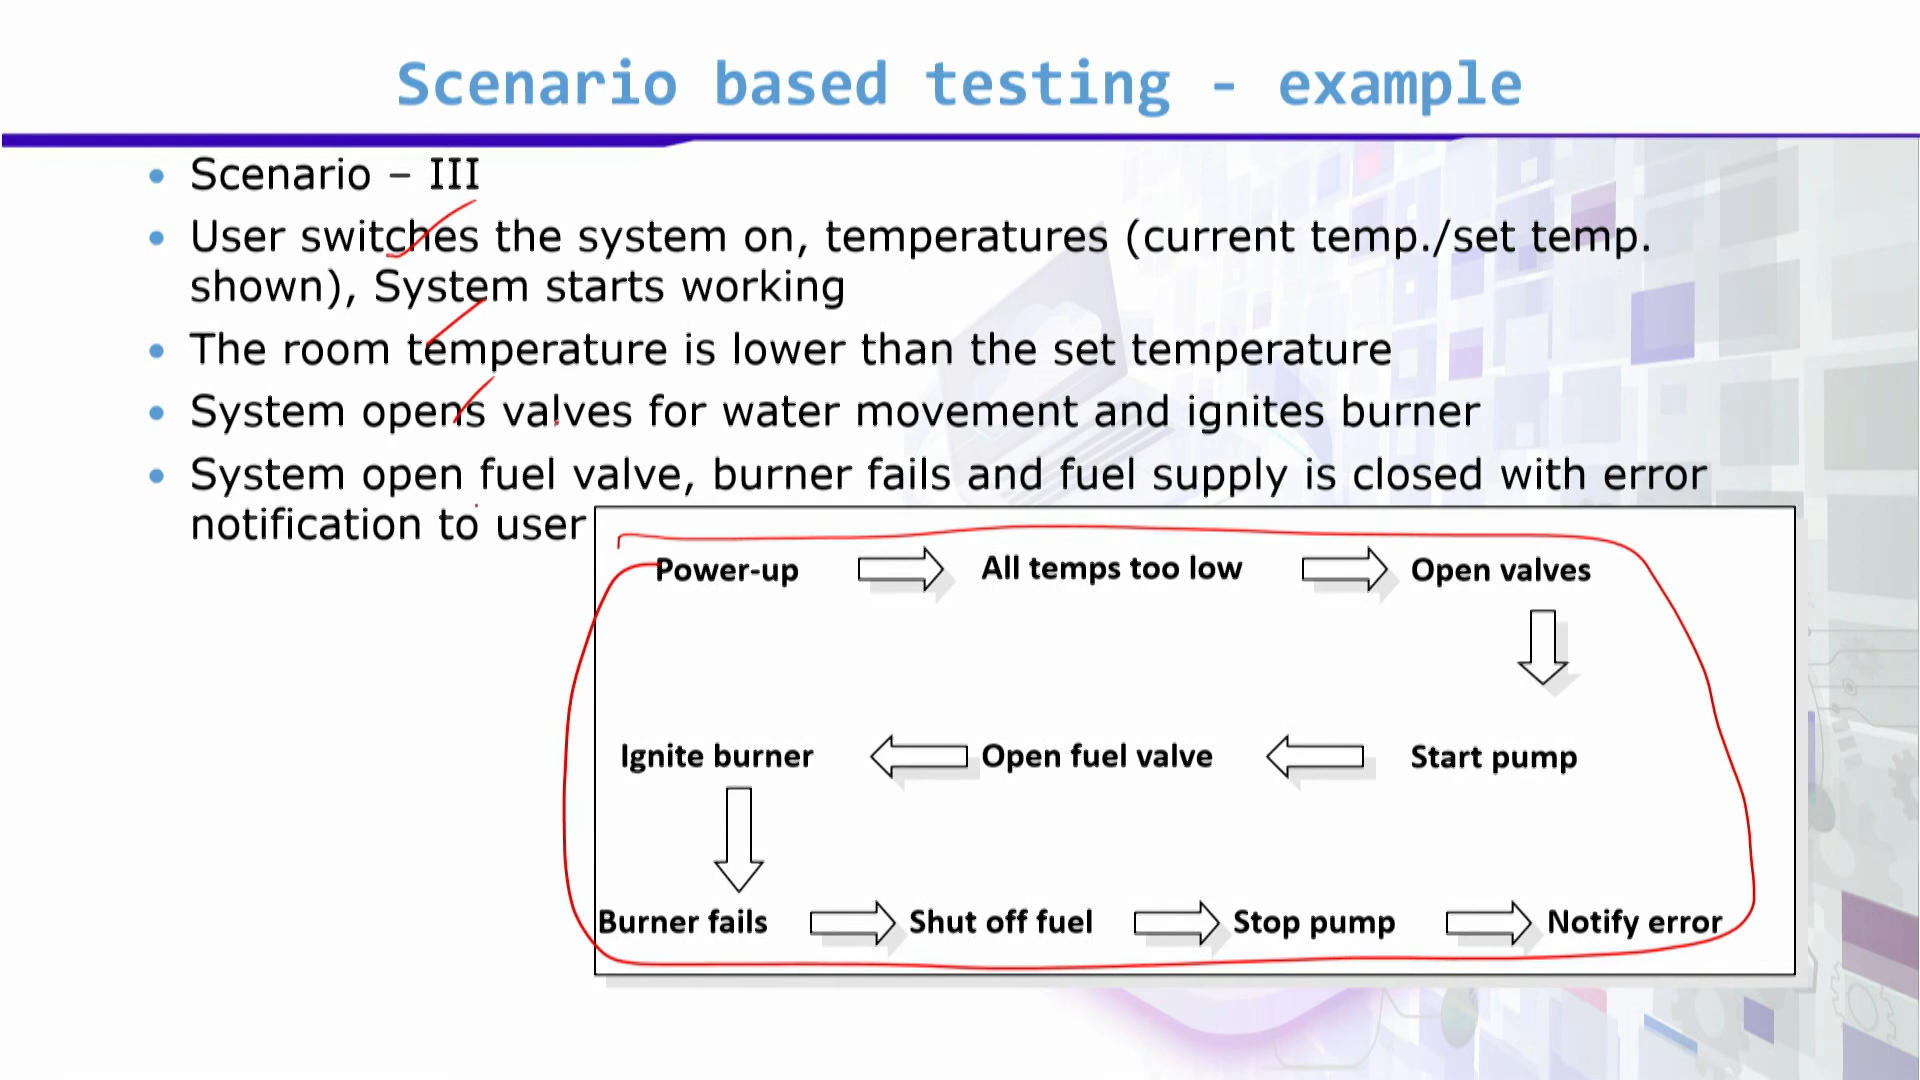 Scenario based testing - example
• Scenario – III
• User switches the system on, temperatures (current temp./set temp.
shown), System starts working
• The room temperature is lower than the set temperature
• System opens valves for water movement and ignites burner
• System open fuel valve, burner fails and fuel supply is closed with error
notification to user
Power-up All temps too low Open valves
Ignite burner Open fuel valve Start pump
Burner fails Shut off fuel Stop pump Notify error